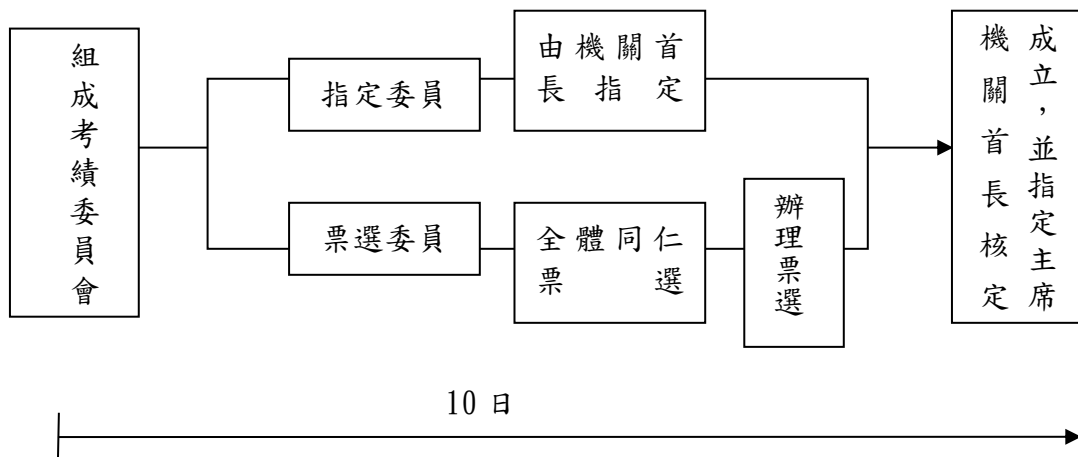 組成考績委員會
指定委員
由機關首
長指定
票選委員
全體同仁
票選
辦理票選
成立，並指定主席
機關首長核定
10 日